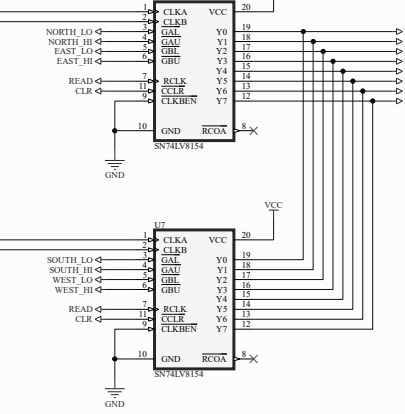 1 CLKA VCC 20
2 CLKB
NORTH_LO 3 GAL Y0 19
NORTH_HI 4 GAU Y1 18
EAST_LO 5 GBL Y2 17
EAST_HI 6 GBU Y3 16
Y4 15
READ 7 RCLK Y5 14
CLR 11 CCLR Y6 13
9 CLKBEN Y7 12
10 GND RCOA 8
SN74LV8154
GND
VCC
U7
1 CLKA VCC 20
2 CLKB
SOUTH_LO 3 GAL Y0 19
SOUTH_HI 4 GAU Y1 18
WEST_LO 5 GBL Y2 17
WEST_HI 6 GBU Y3 16
Y4 15
READ 7 RCLK Y5 14
CLR 11 CCLR Y6 13
9 CLKBEN Y7 12
10 GND RCOA 8
SN74LV8154
GND